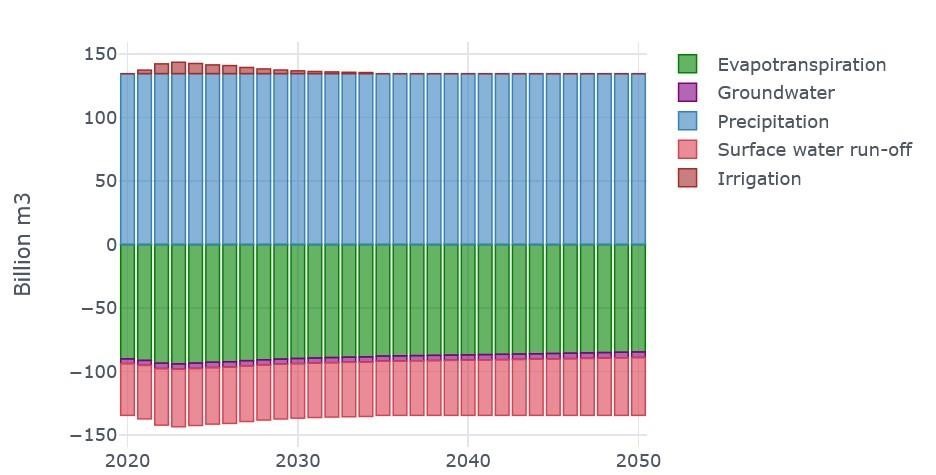 150
100
50
0
−50
−100
−150
Billion m3
2020
2030
2040
2050
Evapotranspiration
Groundwater
Precipitation
Surface water run-off
Irrigation